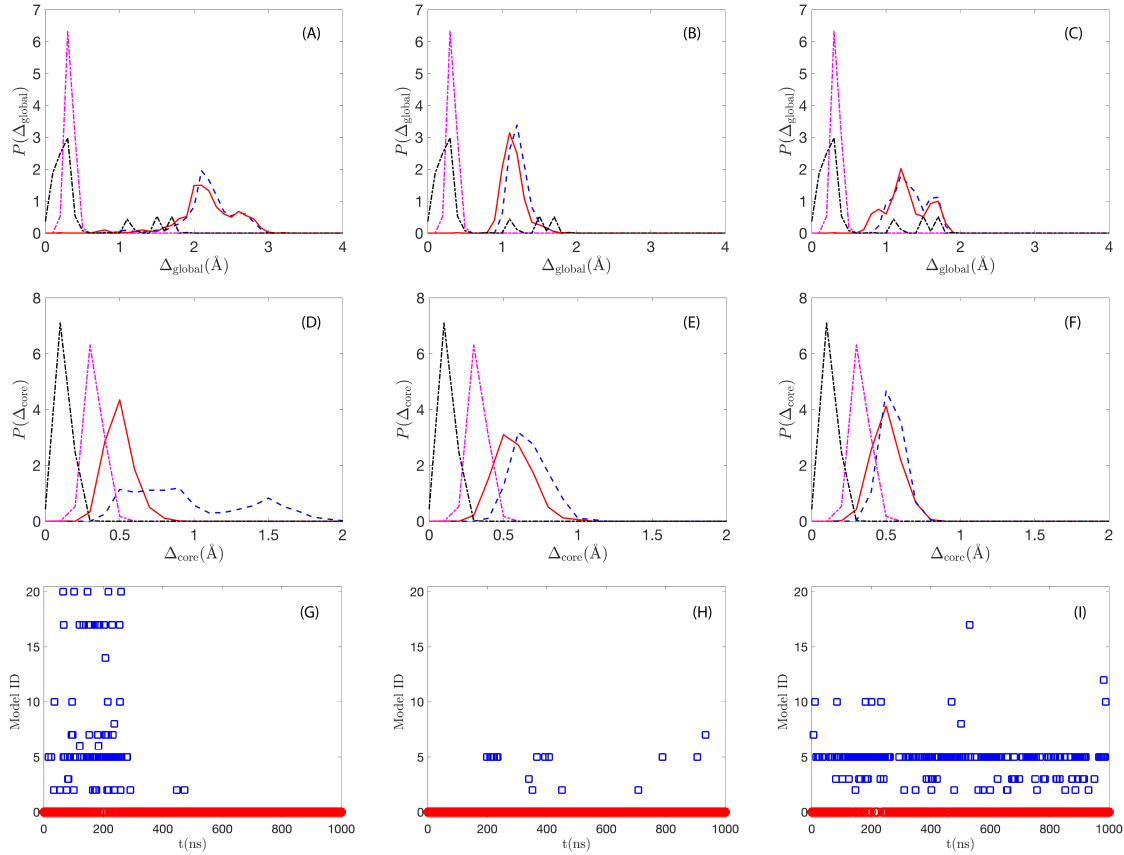 (A)
P(Δglobal)
7
6
5
4
3
2
1
0
0 1 2 3 4
Δglobal(Å)
(B)
P(Δglobal)
7
6
5
4
3
2
1
0
0 1 2 3 4
Δglobal(Å)
(C)
P(Δglobal)
7
6
5
4
3
2
1
0
0 1 2 3 4
Δglobal(Å)
(D)
P(Δcore)
8
6
4
2
0
0 0.5 1 1.5 2
Δcore(Å)
(E)
P(Δcore)
8
6
4
2
0
0 0.5 1 1.5 2
Δcore(Å)
(F)
P(Δcore)
8
6
4
2
0
0 0.5 1 1.5 2
Δcore(Å)
(G)
Model ID
20
15
10
5
0
0 200 400 600 800 1000
t(ns)
(H)
Model ID
20
15
10
5
0
0 200 400 600 800 1000
t(ns)
(I)
Model ID
20
15
10
5
0
0 200 400 600 800 1000
t(ns)